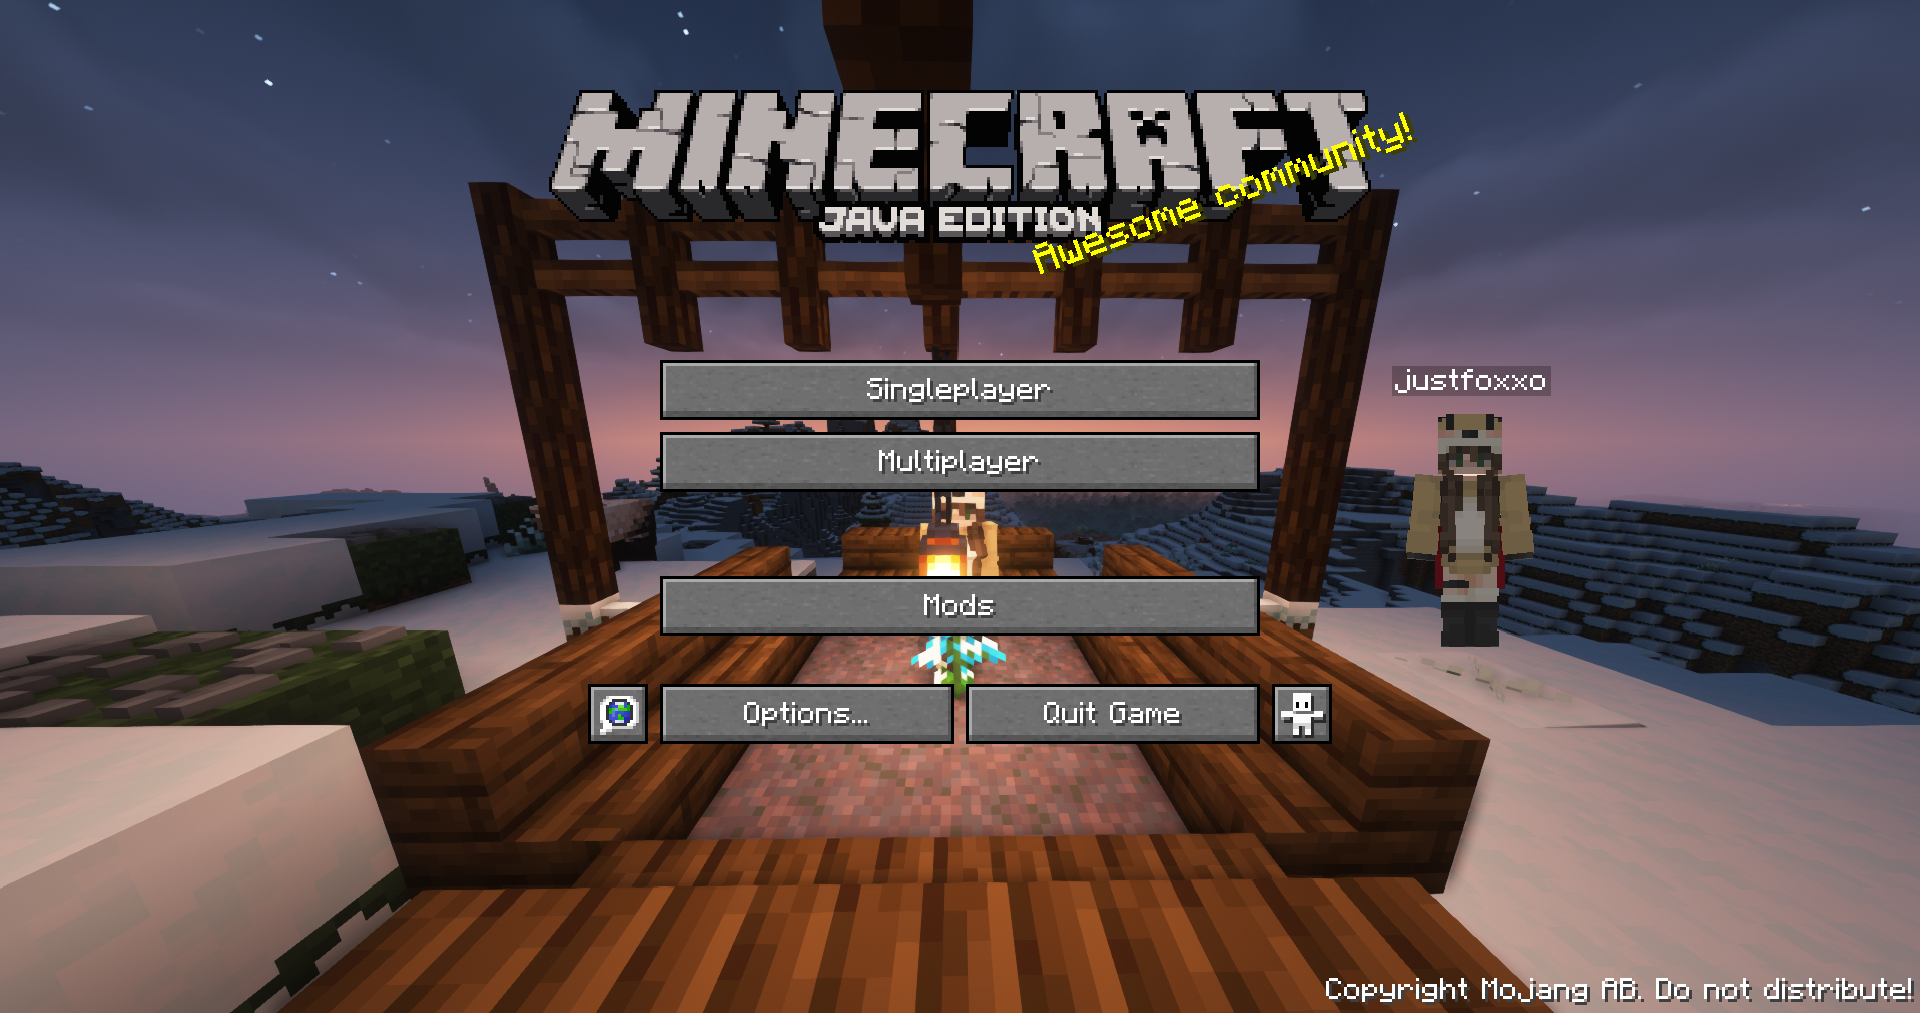 MINECRAFT
JAVA EDITION
Awesome community!
Singleplayer
justfoxxo
Multiplayer
Mods
Options...
Quit Game
Copyright Mojang AB. Do not distribute!